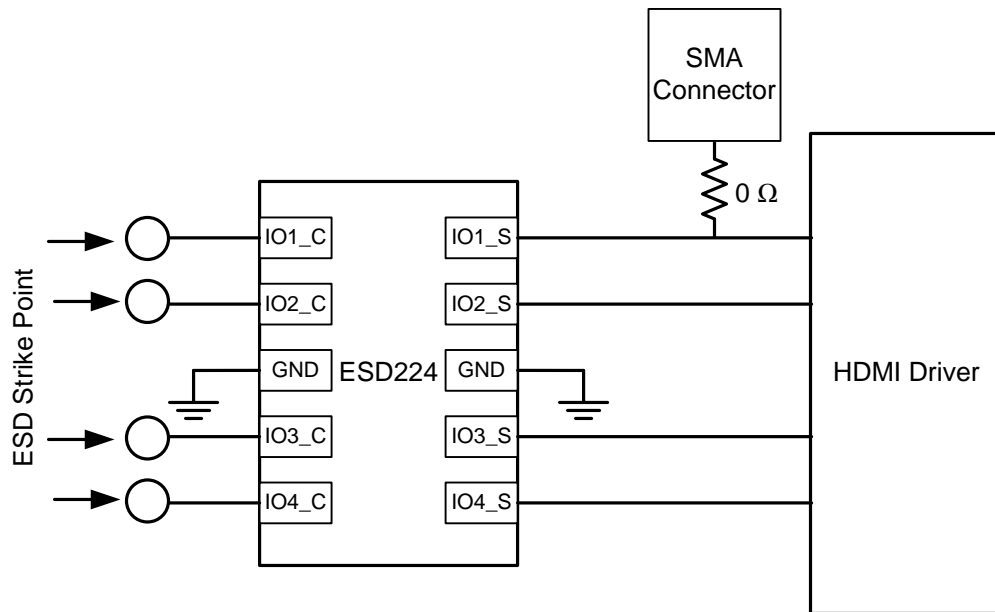 SMA
Connector
0 Ω
ESD Strike Point
IO1_C
IO1_S
IO2_C
IO2_S
GND
ESD224
GND
HDMI Driver
IO3_C
IO3_S
IO4_C
IO4_S